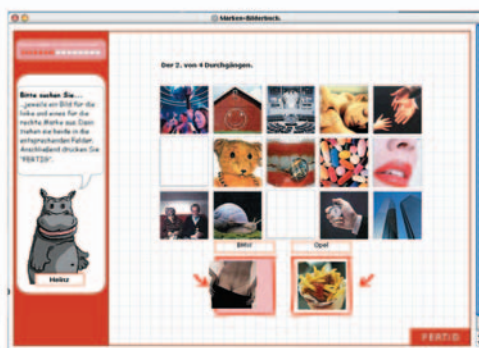 Marken-Bilderbuch.
Der 2. von 4 Durchgängen.
Bitte suchen Sie...
...jeweils ein Bild für die
linke und eines für die
rechte Marke aus. Dann
ziehen sie beide in die
entsprechenden Felder.
Anschließend drücken Sie
"FERTIG".
Heinz
BMW
Opel
FERTIG